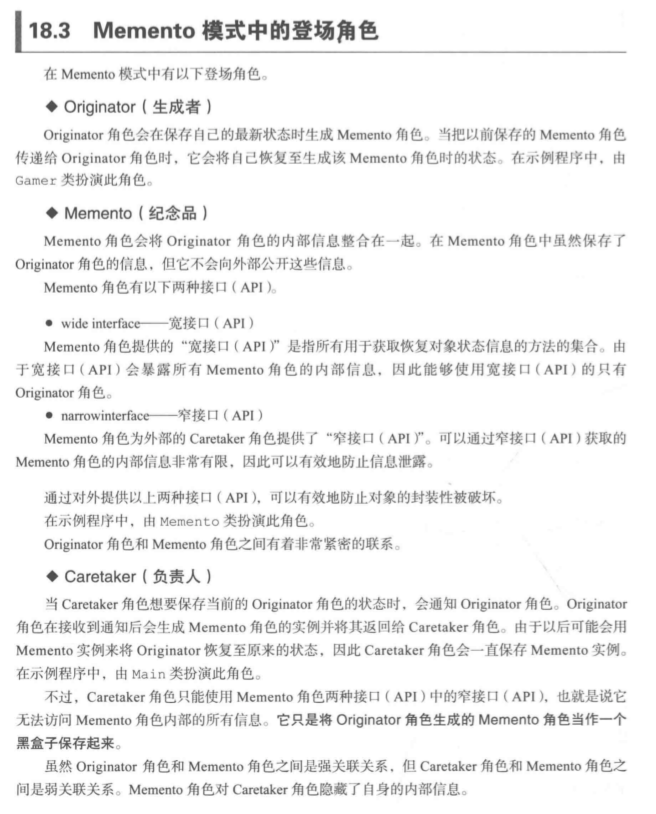 18.3 Memento 模式中的登场角色
在 Memento 模式中有以下登场角色。
◆ Originator（生成者）
Originator 角色会在保存自己的最新状态时生成 Memento 角色。当把以前保存的 Memento 角色
传递给 Originator 角色时，它会将自己恢复至生成该 Memento 角色时的状态。在示例程序中，由
Gamer 类扮演此角色。
◆ Memento（纪念品）
Memento 角色会将 Originator 角色的内部信息整合在一起。在 Memento 角色中虽然保存了
Originator 角色的信息，但它不会向外部公开这些信息。
Memento 角色有以下两种接口（API）。
● wide interface——宽接口（API）
Memento 角色提供的“宽接口（API）”是指所有用于获取恢复对象状态信息的方法的集合。由
于宽接口（API）会暴露所有 Memento 角色的内部信息，因此能够使用宽接口（API）的只有
Originator 角色。
● narrowinterface——窄接口（API）
Memento 角色为外部的 Caretaker 角色提供了“窄接口（API）”。可以通过窄接口（API）获取的
Memento 角色的内部信息非常有限，因此可以有效地防止信息泄露。
通过对外提供以上两种接口（API），可以有效地防止对象的封装性被破坏。
在示例程序中，由 Memento 类扮演此角色。
Originator 角色和 Memento 角色之间有着非常紧密的联系。
◆ Caretaker（负责人）
当 Caretaker 角色想要保存当前的 Originator 角色的状态时，会通知 Originator 角色。Originator
角色在接收到通知后会生成 Memento 角色的实例并将其返回给 Caretaker 角色。由于以后可能会用
Memento 实例来将 Originator 恢复至原来的状态，因此 Caretaker 角色会一直保存 Memento 实例。
在示例程序中，由 Main 类扮演此角色。
不过，Caretaker 角色只能使用 Memento 角色两种接口（API）中的窄接口（API），也就是说它
无法访问 Memento 角色内部的所有信息。它只是将 Originator 角色生成的 Memento 角色当作一个
黑盒子保存起来。
虽然 Originator 角色和 Memento 角色之间是强关联关系，但 Caretaker 角色和 Memento 角色之
间是弱关联关系。Memento 角色对 Caretaker 角色隐藏了自身的内部信息。